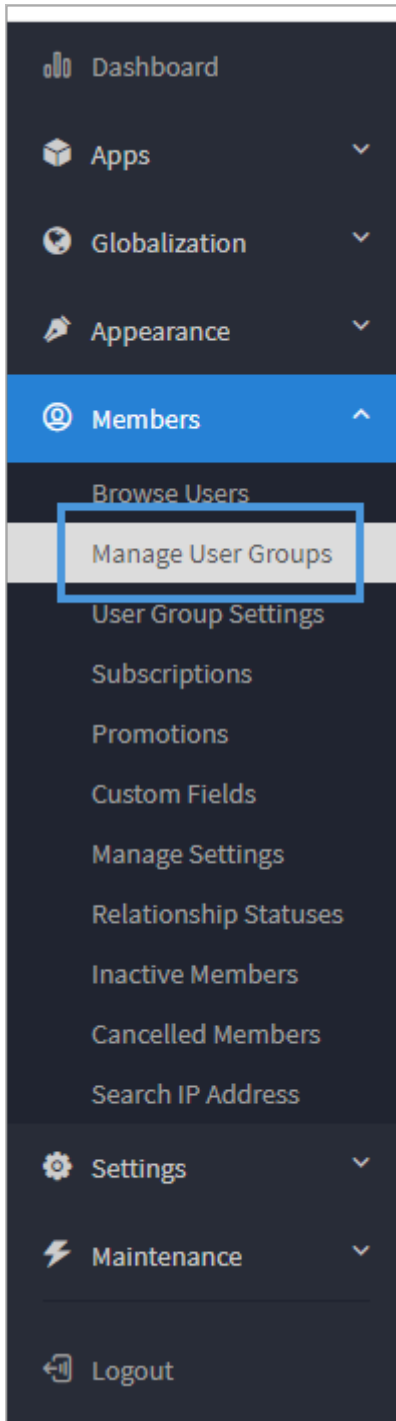 Dashboard
Apps
Globalization
Appearance
Members
Browse Users
Manage User Groups
User Group Settings
Subscriptions
Promotions
Custom Fields
Manage Settings
Relationship Statuses
Inactive Members
Cancelled Members
Search IP Address
Settings
Maintenance
Logout